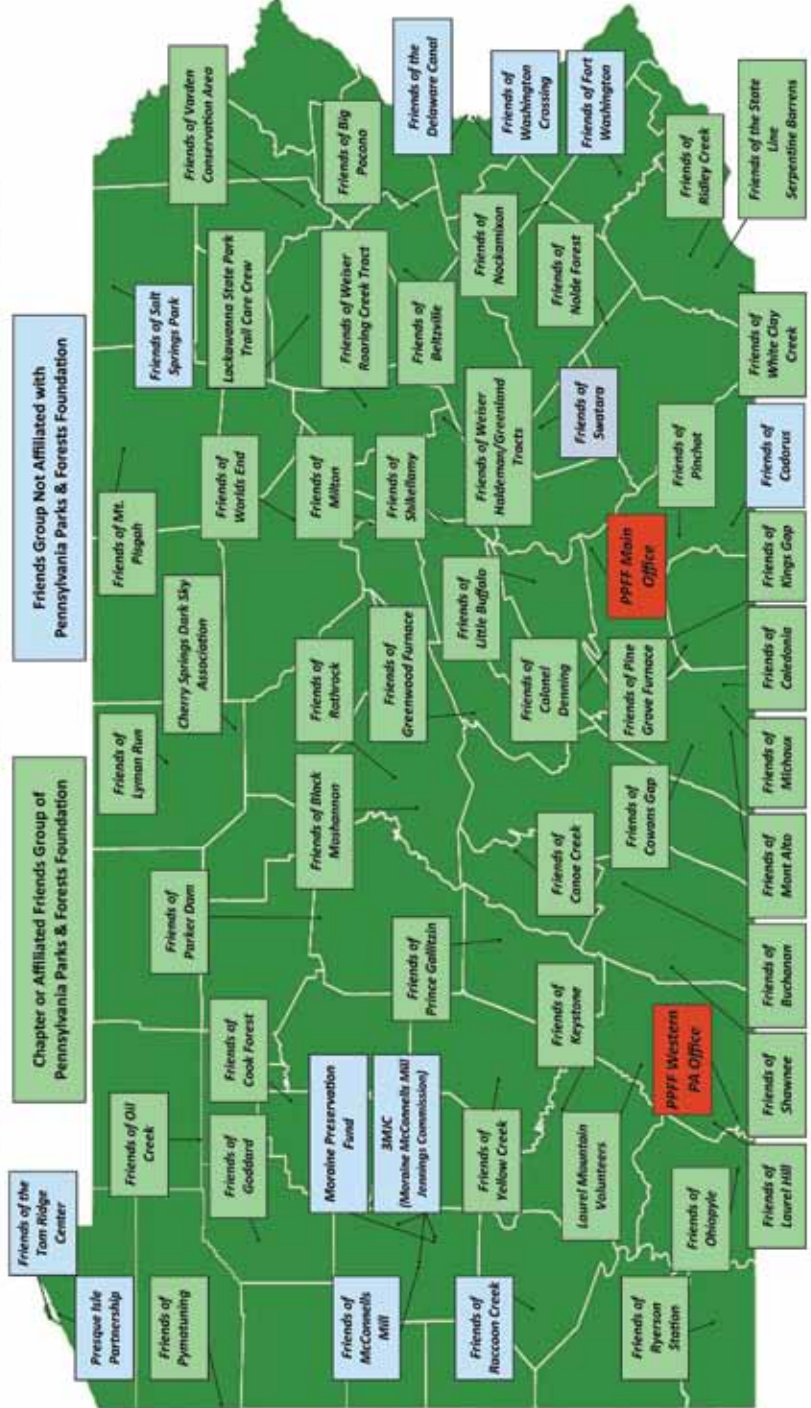 Friends of the
Tom Ridge
Center
Presque Isle
Partnership
Chapter or Affiliated Friends Group of
Pennsylvania Parks & Forests Foundation
Friends Group Not Affiliated with
Pennsylvania Parks & Forests Foundation
Friends of
Pymatuning
Friends of Oil
Creek
Friends of
Goddard
Friends of
Cook Forest
Friends of
Parker Dam
Friends of
Lyman Run
Cherry Springs Dark Sky
Association
Friends of Mt.
Pisgah
Friends of Salt
Springs Park
Friends of Varden
Conservation Area
Friends of
Worlds End
Lackawanna State Park
Trail Care Crew
Friends of
McConnells
Mill
Moraine Preservation
Fund
3MJC
(Moraine McConnells Mill
Jennings Commission)
Friends of Black
Moshannon
Friends of
Rothrock
Friends of
Milton
Friends of Weiser
Roaring Creek Tract
Friends of Big
Pocono
Friends of
Prince Gallitzin
Friends of
Greenwood Furnace
Friends of
Shikellamy
Friends of
Beltzville
Friends of the
Delaware Canal
Friends of
Raccoon Creek
Friends of
Yellow Creek
Friends of
Little Buffalo
Friends of Weiser
Haldeman/Greenland
Tracts
Friends of
Nockamixon
Friends of
Washington
Crossing
Laurel Mountain
Volunteers
Friends of
Keystone
Friends of
Canoe Creek
Friends of
Colonel
Denning
Friends of
Swatara
Friends of
Nolde Forest
Friends of Fort
Washington
Friends of
Ryerson
Station
PPFF Western
PA Office
Friends of
Cowans Gap
Friends of Pine
Grove Furnace
PPFF Main
Office
Friends of
Pinchot
Friends of
Ridley Creek
Friends of
Ohiopyle
Friends of
Laurel Hill
Friends of
Shawnee
Friends of
Buchanan
Friends of
Mont Alto
Friends of
Michaux
Friends of
Caledonia
Friends of
Kings Gap
Friends of
Codorus
Friends of
White Clay
Creek
Friends of the State
Line
Serpentine Barrens